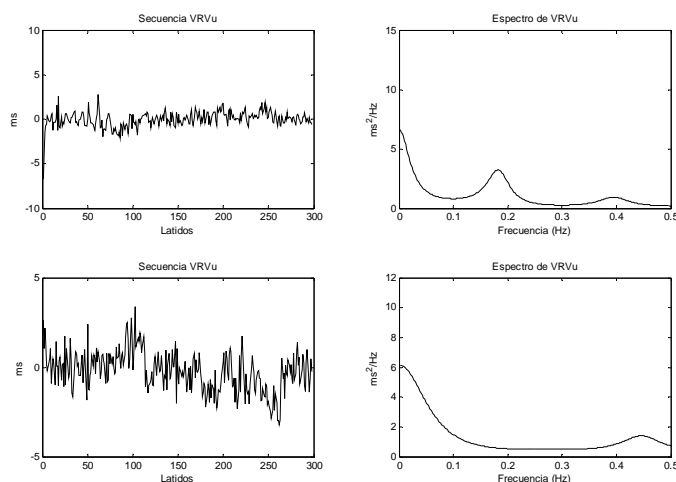 Secuencia VRVu
10
5
0
-5
-10
ms
0 50 100 150 200 250 300
Latidos
Espectro de VRVu
15
10
5
0
ms²/Hz
0 0.1 0.2 0.3 0.4 0.5
Frecuencia (Hz)
Secuencia VRVu
5
0
-5
ms
0 50 100 150 200 250 300
Latidos
Espectro de VRVu
12
10
8
6
4
2
0
ms²/Hz
0 0.1 0.2 0.3 0.4 0.5
Frecuencia (Hz)